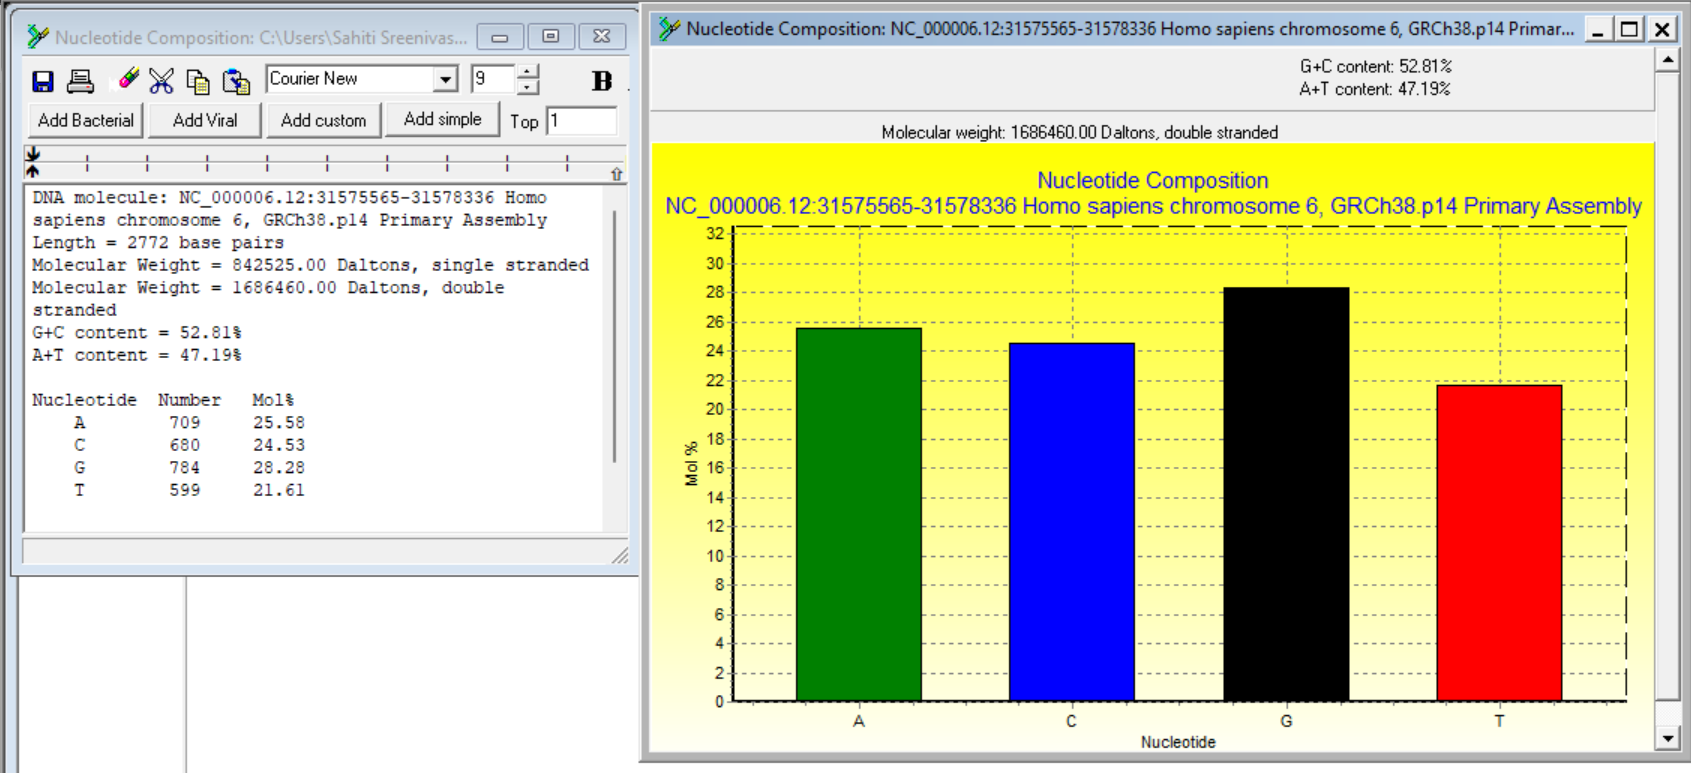 Nucleotide Composition: C:\Users\Sahiti Sreenivas...
Courier New
9
B
Add Bacterial
Add Viral
Add custom
Add simple
Top
1
DNA molecule: NC_000006.12:31575565-31578336 Homo
sapiens chromosome 6, GRCh38.p14 Primary Assembly
Length = 2772 base pairs
Molecular Weight = 842525.00 Daltons, single stranded
Molecular Weight = 1686460.00 Daltons, double
stranded
G+C content = 52.81%
A+T content = 47.19%
Nucleotide Number Mol%
A 709 25.58
C 680 24.53
G 784 28.28
T 599 21.61
Nucleotide Composition: NC_000006.12:31575565-31578336 Homo sapiens chromosome 6, GRCh38.p14 Primar...
G+C content: 52.81%
A+T content: 47.19%
Molecular weight: 1686460.00 Daltons, double stranded
Nucleotide Composition
NC_000006.12:31575565-31578336 Homo sapiens chromosome 6, GRCh38.p14 Primary Assembly
32
30
28
26
24
22
20
18
16
14
12
10
8
6
4
2
0
Mol %
A C G T
Nucleotide